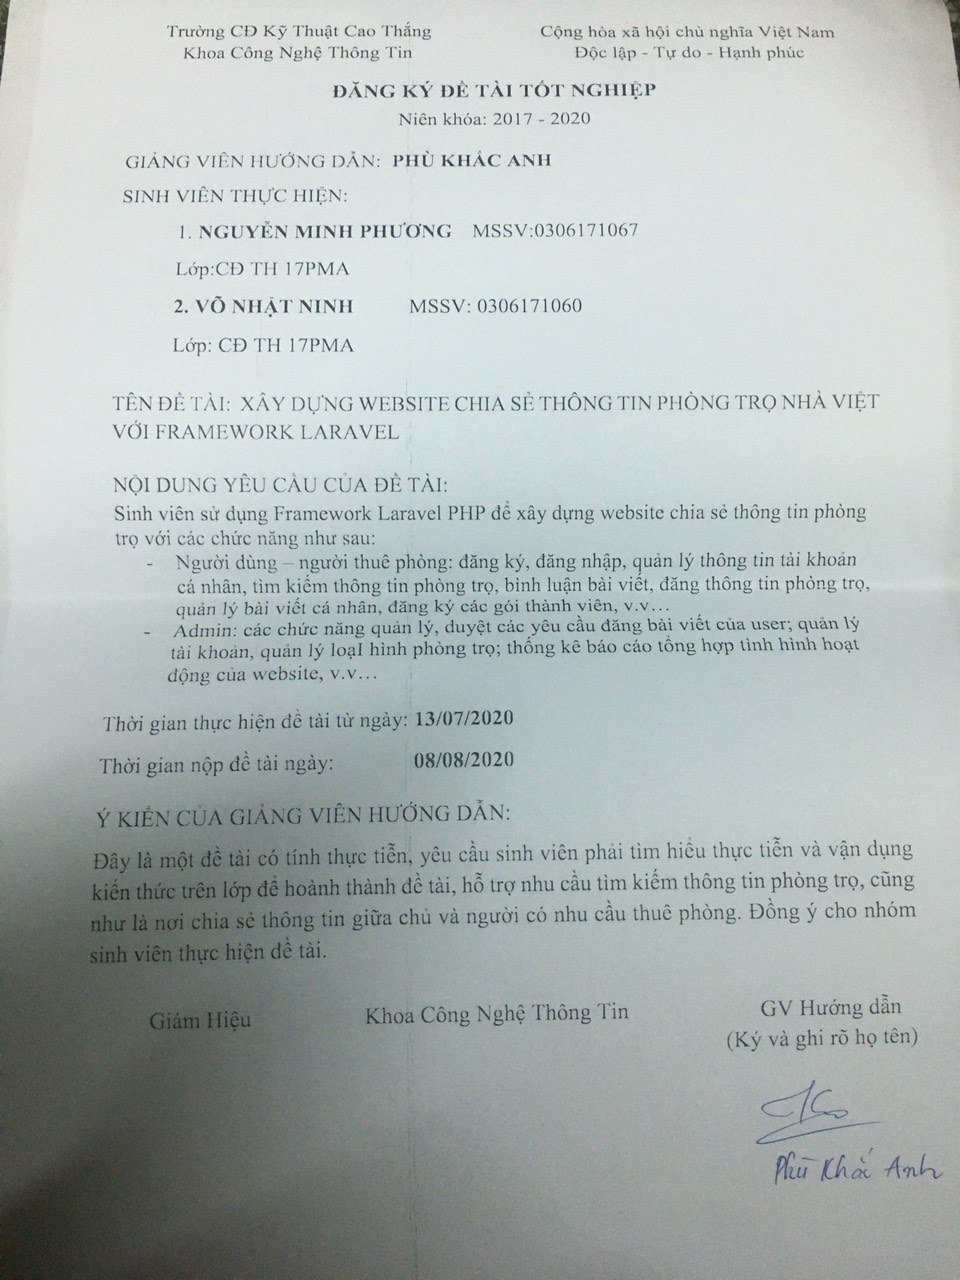 Trường CĐ Kỹ Thuật Cao Thắng
Khoa Công Nghệ Thông Tin
Cộng hòa xã hội chủ nghĩa Việt Nam
Độc lập - Tự do - Hạnh phúc
ĐĂNG KÝ ĐỀ TÀI TỐT NGHIỆP
Niên khóa: 2017 - 2020
GIẢNG VIÊN HƯỚNG DẪN: PHÙ KHẮC ANH
SINH VIÊN THỰC HIỆN:
1. NGUYỄN MINH PHƯƠNG MSSV:0306171067
Lớp:CĐ TH 17PMA
2. VÕ NHẬT NINH MSSV: 0306171060
Lớp: CĐ TH 17PMA
TÊN ĐỀ TÀI: XÂY DỰNG WEBSITE CHIA SẺ THÔNG TIN PHÒNG TRỌ NHÀ VIỆT
VỚI FRAMEWORK LARAVEL
NỘI DUNG YÊU CẦU CỦA ĐỀ TÀI:
Sinh viên sử dụng Framework Laravel PHP để xây dựng website chia sẻ thông tin phòng
trọ với các chức năng như sau:
- Người dùng – người thuê phòng: đăng ký, đăng nhập, quản lý thông tin tài khoản
cá nhân, tìm kiếm thông tin phòng trọ, bình luận bài viết, đăng thông tin phòng trọ,
quản lý bài viết cá nhân, đăng ký các gói thành viên, v.v…
- Admin: các chức năng quản lý, duyệt các yêu cầu đăng bài viết của user; quản lý
tài khoản, quản lý loạI hình phòng trọ; thống kê báo cáo tổng hợp tình hình hoạt
động của website, v.v…
Thời gian thực hiện đề tài từ ngày: 13/07/2020
Thời gian nộp đề tài ngày: 08/08/2020
Ý KIẾN CỦA GIẢNG VIÊN HƯỚNG DẪN:
Đây là một đề tài có tính thực tiễn, yêu cầu sinh viên phải tìm hiểu thực tiễn và vận dụng
kiến thức trên lớp để hoành thành đề tài, hỗ trợ nhu cầu tìm kiếm thông tin phòng trọ, cũng
như là nơi chia sẻ thông tin giữa chủ và người có nhu cầu thuê phòng. Đồng ý cho nhóm
sinh viên thực hiện đề tài.
Giám Hiệu
Khoa Công Nghệ Thông Tin
GV Hướng dẫn
(Ký và ghi rõ họ tên)
Phù Khắc Anh